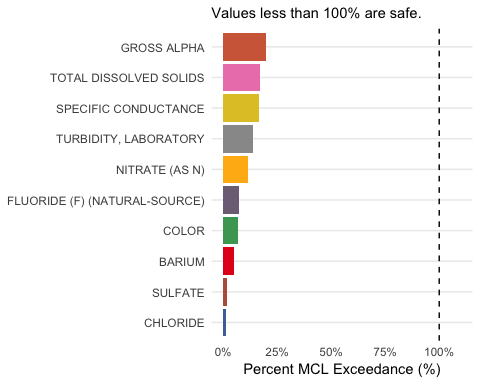 Values less than 100% are safe.
GROSS ALPHA
TOTAL DISSOLVED SOLIDS
SPECIFIC CONDUCTANCE
TURBIDITY, LABORATORY
NITRATE (AS N)
FLUORIDE (F) (NATURAL-SOURCE)
COLOR
BARIUM
SULFATE
CHLORIDE
0% 25% 50% 75% 100%
Percent MCL Exceedance (%)